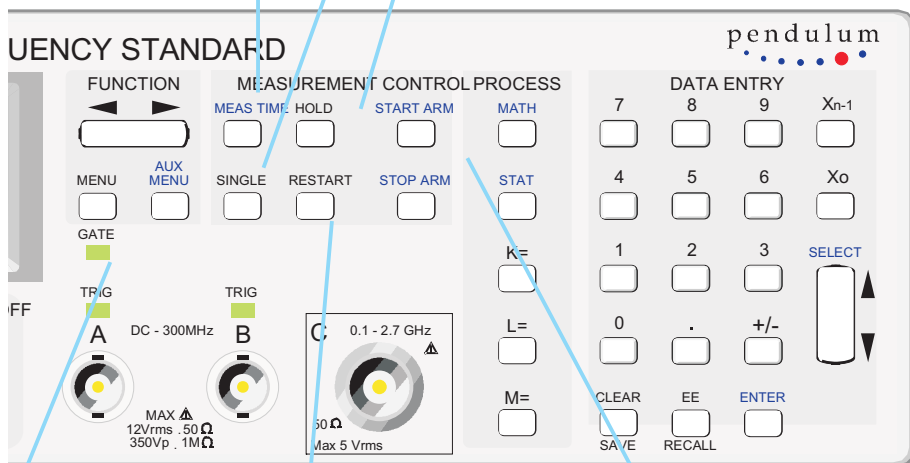 pendulum
UENCY STANDARD
FUNCTION
MEASUREMENT CONTROL
PROCESS
DATA ENTRY
MEAS TIME
HOLD
START ARM
MATH
7
8
9
Xn-1
MENU
AUX
MENU
SINGLE
RESTART
STOP ARM
STAT
4
5
6
Xo
GATE
K=
1
2
3
SELECT
TRIG
TRIG
FF
A
DC - 300MHz
B
C
0.1 - 2.7 GHz
L=
0
.
+/-
MAX
12Vrms . 50Ω
350Vp . 1MΩ
50 Ω
Max 5 Vrms
M=
CLEAR
EE
ENTER
SAVE
RECALL